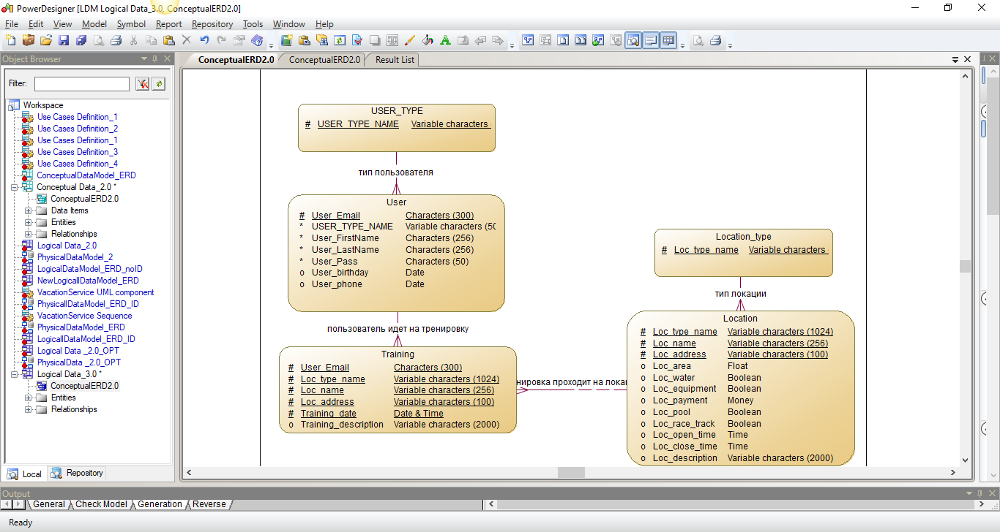 PowerDesigner [LDM Logical Data_3.0, ConceptualERD2.0]
File Edit View Model Symbol Report Repository Tools Window Help
Object Browser
ConceptualERD2.0 ConceptualERD2.0 Result List
Filter:
Workspace
Use Cases Definition_1
Use Cases Definition_2
Use Cases Definition_1
Use Cases Definition_3
Use Cases Definition_4
ConceptualDataModel_ERD
Conceptual Data_2.0 *
ConceptualERD2.0
Data Items
Entities
Relationships
Logical Data_2.0
PhysicalDataModel_2
LogicalDataModel_ERD_noID
NewLogicallDataModel_ERD
VacationService UML component
PhysicallDataModel_ERD_ID
VacationService Sequence
PhysicalDataModel_ERD
LogicallDataModel_ERD_ID
Logical Data _2.0_OPT
PhysicalData _2.0_OPT
Logical Data_3.0 *
ConceptualERD2.0
Entities
Relationships
Local Repository
USER_TYPE
# USER_TYPE_NAME Variable characters
тип пользователя
User
# User_Email Characters (300)
* USER_TYPE_NAME Variable characters (50
* User_FirstName Characters (256)
* User_LastName Characters (256)
* User_Pass Characters (50)
o User_birthday Date
o User_phone Date
пользователь идет на тренировку
Training
# User_Email Characters (300)
# Loc_type_name Variable characters (1024)
# Loc_name Variable characters (256)
# Loc_address Variable characters (100)
# Training_date Date & Time
o Training_description Variable characters (2000)
нировка проходит на лока
Location_type
# Loc_type_name Variable characters
тип локации
Location
# Loc_type_name Variable characters (1024)
# Loc_name Variable characters (256)
# Loc_address Variable characters (100)
o Loc_area Float
o Loc_water Boolean
o Loc_equipment Boolean
o Loc_payment Money
o Loc_pool Boolean
o Loc_race_track Boolean
o Loc_open_time Time
o Loc_close_time Time
o Loc_description Variable characters (2000)
Output
General Check Model Generation Reverse
Ready